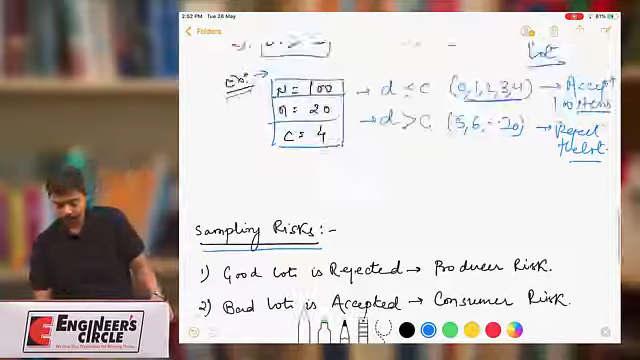 2:52 PM Tue 28 May
81%
Folders
Lot
Ex:- → N = 100 → d ≤ c (0,1,2,3,4) → Accept
100 items
n = 20 → d > c (5,6,--20) → Reject
the lot.
c = 4
Sampling Risks:-
1) Good lot is Rejected → Producer Risk.
2) Bad lot is Accepted → Consumer Risk.
ENGINEER'S
CIRCLE